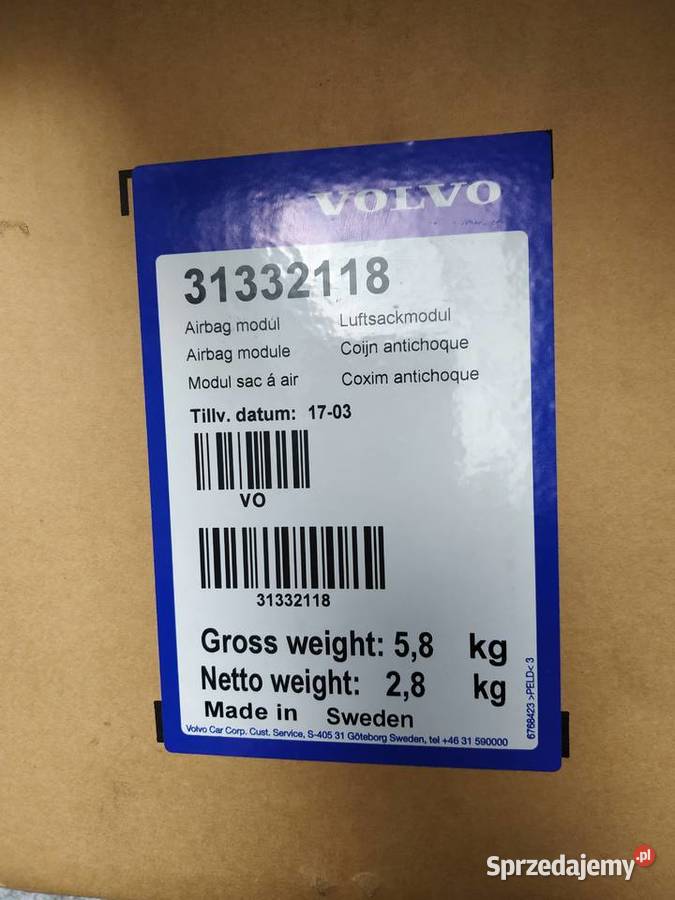 VOLVO
31332118
Airbag modul Luftsackmodul
Airbag module Coijn antichoque
Modul sac á air Coxim antichoque
Tillv. datum: 17-03
VO
31332118
Gross weight: 5,8 kg
Netto weight: 2,8 kg
Made in Sweden
Volvo Car Corp. Cust. Service, S-405 31 Göteborg Sweden, tel +46 31 590000
6768423 >PELD< 3
Sprzedajemy.pl